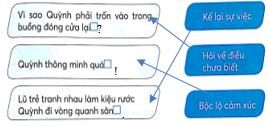 Vì sao Quỳnh phải trốn vào trong
buồng đóng cửa lại ?
Kể lại sự việc
Quỳnh thông minh quá !
Hỏi về điều
chưa biết
Lũ trẻ tranh nhau làm kiệu rước
Quỳnh đi vòng quanh sân .
Bộc lộ cảm xúc